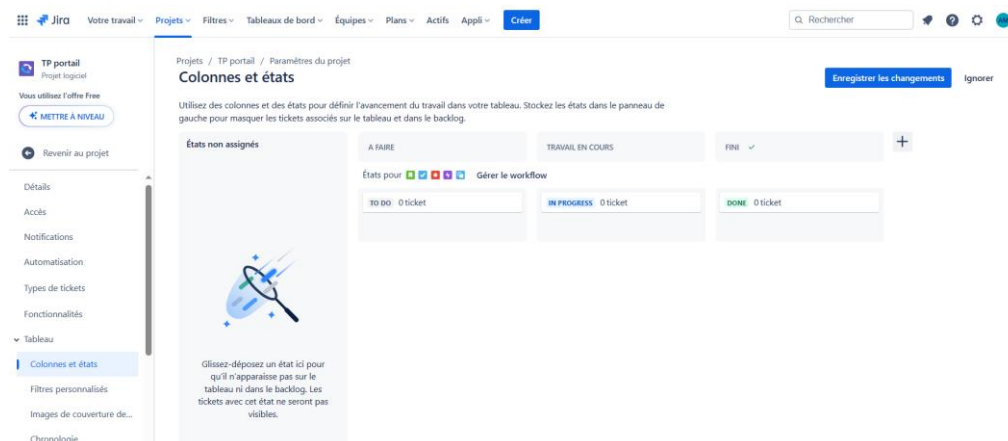 Jira Votre travail Projets Filtres Tableaux de bord Équipes Plans Actifs Appli Créer Rechercher
TP portail
Projet logiciel
Vous utilisez l'offre Free
METTRE À NIVEAU
Revenir au projet
Détails
Accès
Notifications
Automatisation
Types de tickets
Fonctionnalités
Tableau
Colonnes et états
Filtres personnalisés
Images de couverture de...
Chronologie
Projets / TP portail / Paramètres du projet
Colonnes et états
Enregistrer les changements Ignorer
Utilisez des colonnes et des états pour définir l'avancement du travail dans votre tableau. Stockez les états dans le panneau de
gauche pour masquer les tickets associés sur le tableau et dans le backlog.
États non assignés
Glissez-déposez un état ici pour
qu'il n'apparaisse pas sur le
tableau ni dans le backlog. Les
tickets avec cet état ne seront pas
visibles.
A FAIRE TRAVAIL EN COURS FINI
États pour Gérer le workflow
TO DO 0 ticket IN PROGRESS 0 ticket DONE 0 ticket